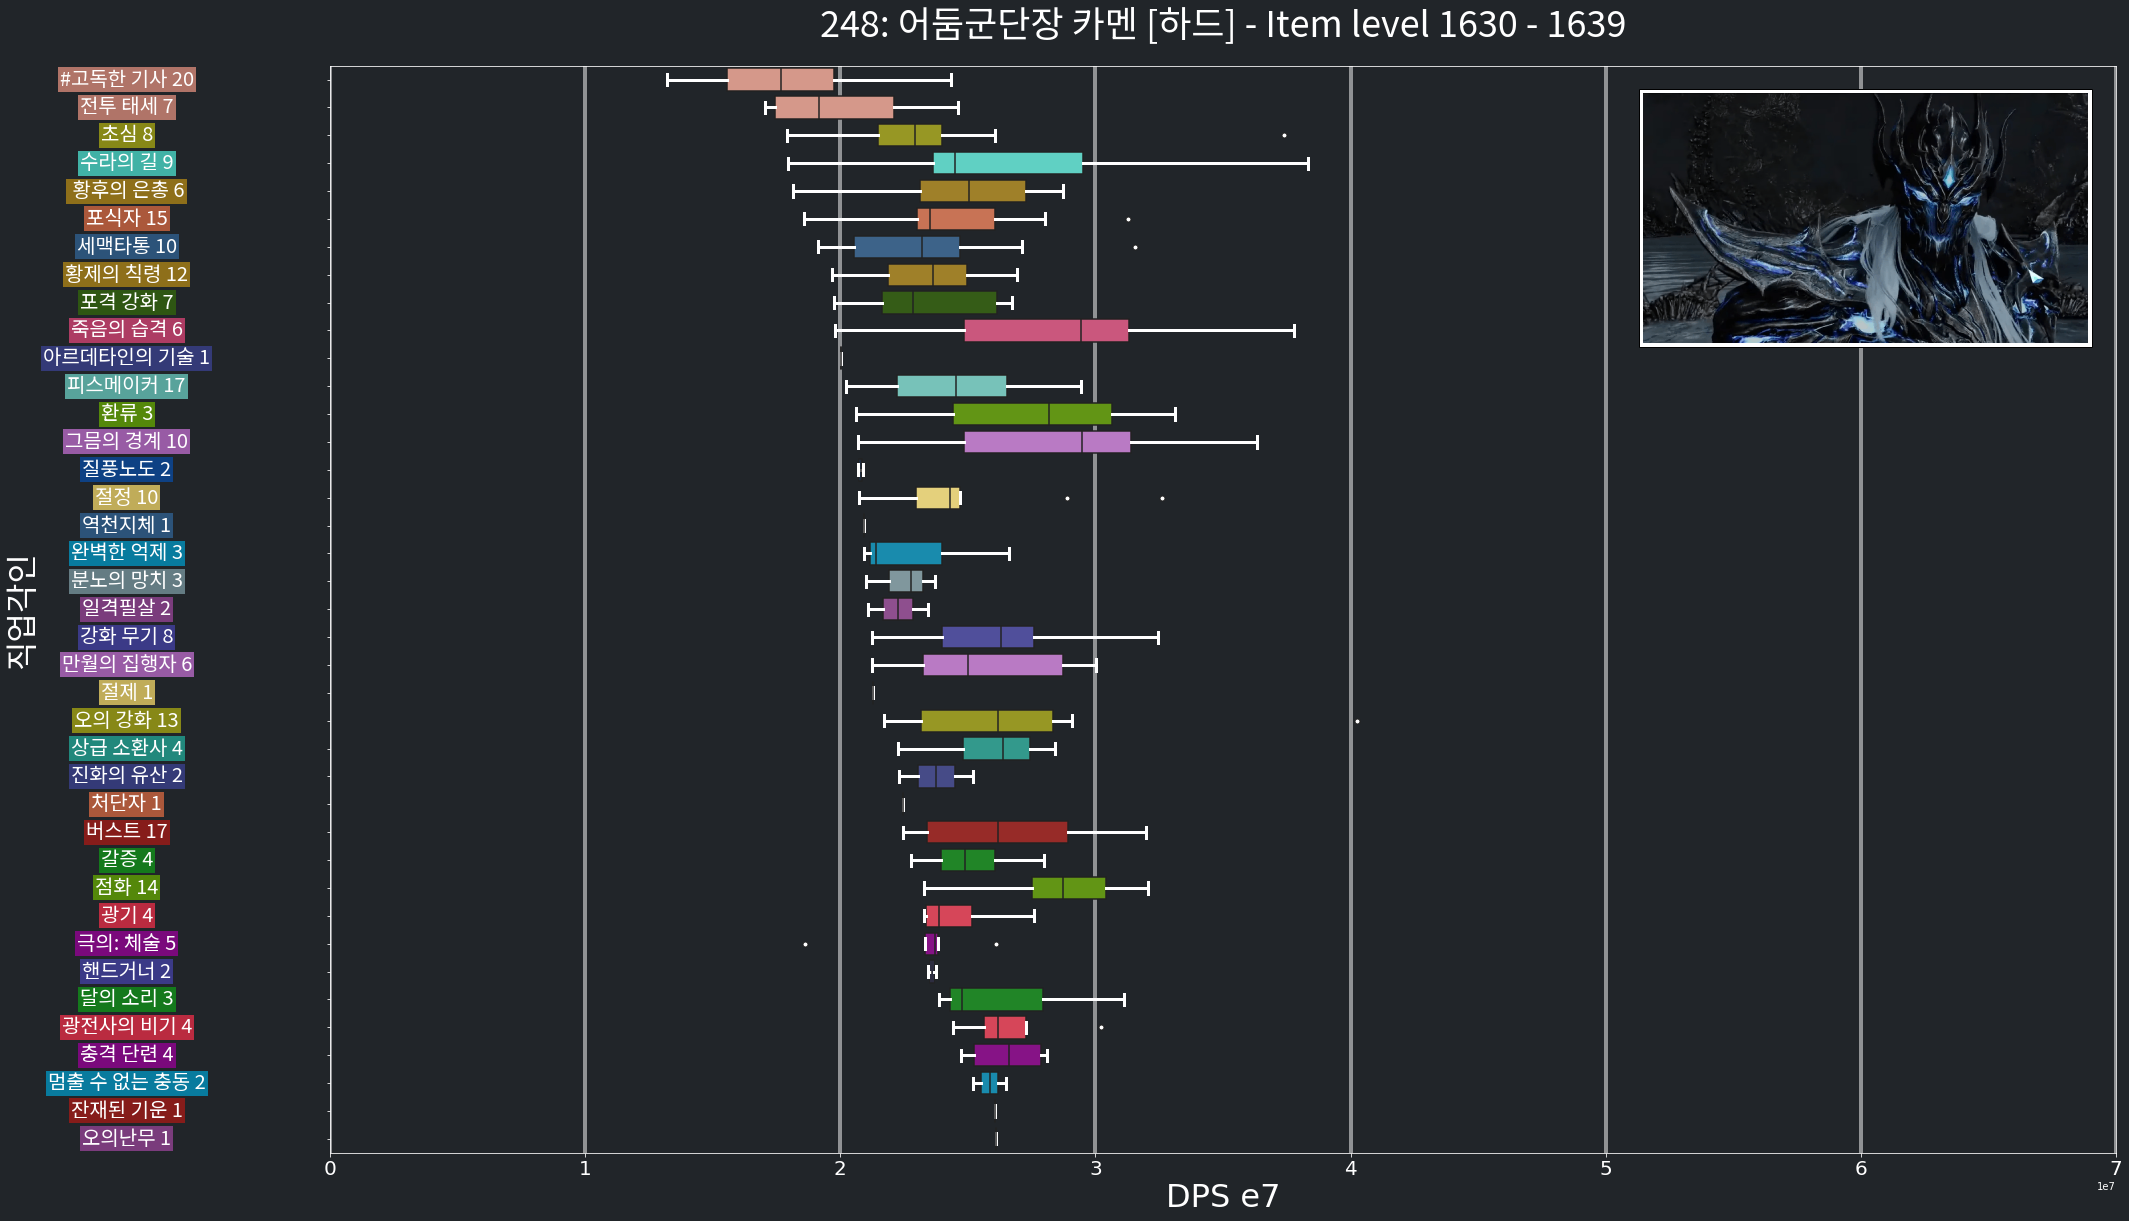 248: 어둠군단장 카멘 [하드] - Item level 1630 - 1639
#고독한 기사 20
전투 태세 7
초심 8
수라의 길 9
황후의 은총 6
포식자 15
세맥타통 10
황제의 칙령 12
포격 강화 7
죽음의 습격 6
아르데타인의 기술 1
피스메이커 17
환류 3
그믐의 경계 10
질풍노도 2
절정 10
역천지체 1
완벽한 억제 3
분노의 망치 3
일격필살 2
강화 무기 8
만월의 집행자 6
절제 1
오의 강화 13
상급 소환사 4
진화의 유산 2
처단자 1
버스트 17
갈증 4
점화 14
광기 4
극의: 체술 5
핸드거너 2
달의 소리 3
광전사의 비기 4
충격 단련 4
멈출 수 없는 충동 2
잔재된 기운 1
오의난무 1
직업각인
0 1 2 3 4 5 6 7
1e7
DPS e7